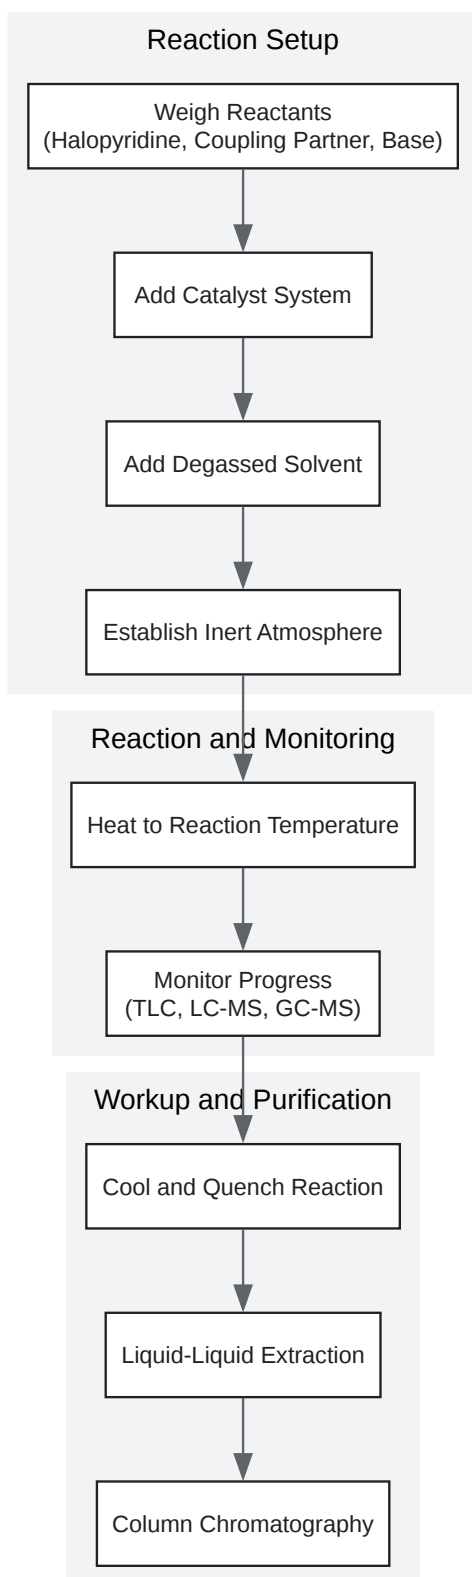 Reaction Setup
Weigh Reactants
(Halopyridine, Coupling Partner, Base)
Add Catalyst System
Add Degassed Solvent
Establish Inert Atmosphere
Reaction and Monitoring
Heat to Reaction Temperature
Monitor Progress
(TLC, LC-MS, GC-MS)
Workup and Purification
Cool and Quench Reaction
Liquid-Liquid Extraction
Column Chromatography